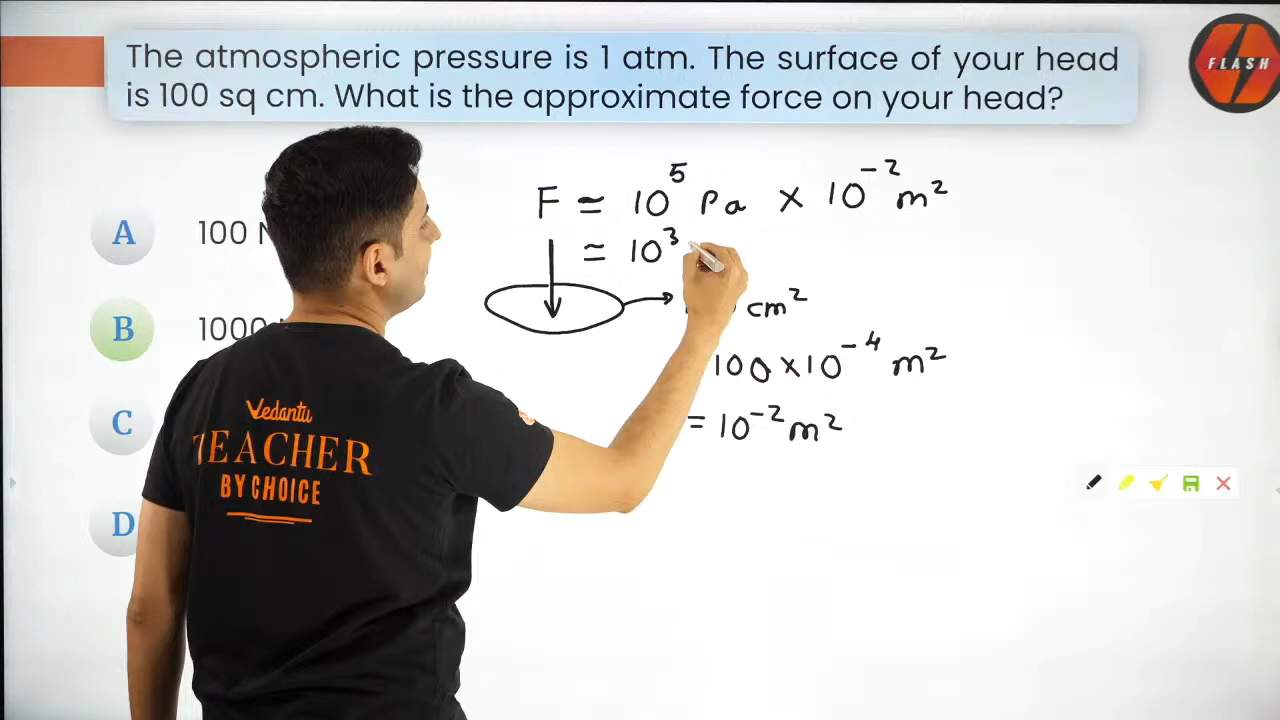 The atmospheric pressure is 1 atm. The surface of your head
is 100 sq cm. What is the approximate force on your head?
FLASH
F ≃ 10⁵ Pa × 10⁻² m²
≃ 10³
cm²
100 × 10⁻⁴ m²
= 10⁻² m²
A 100 N
B 1000
C
D
Vedantu
TEACHER
BY CHOICE